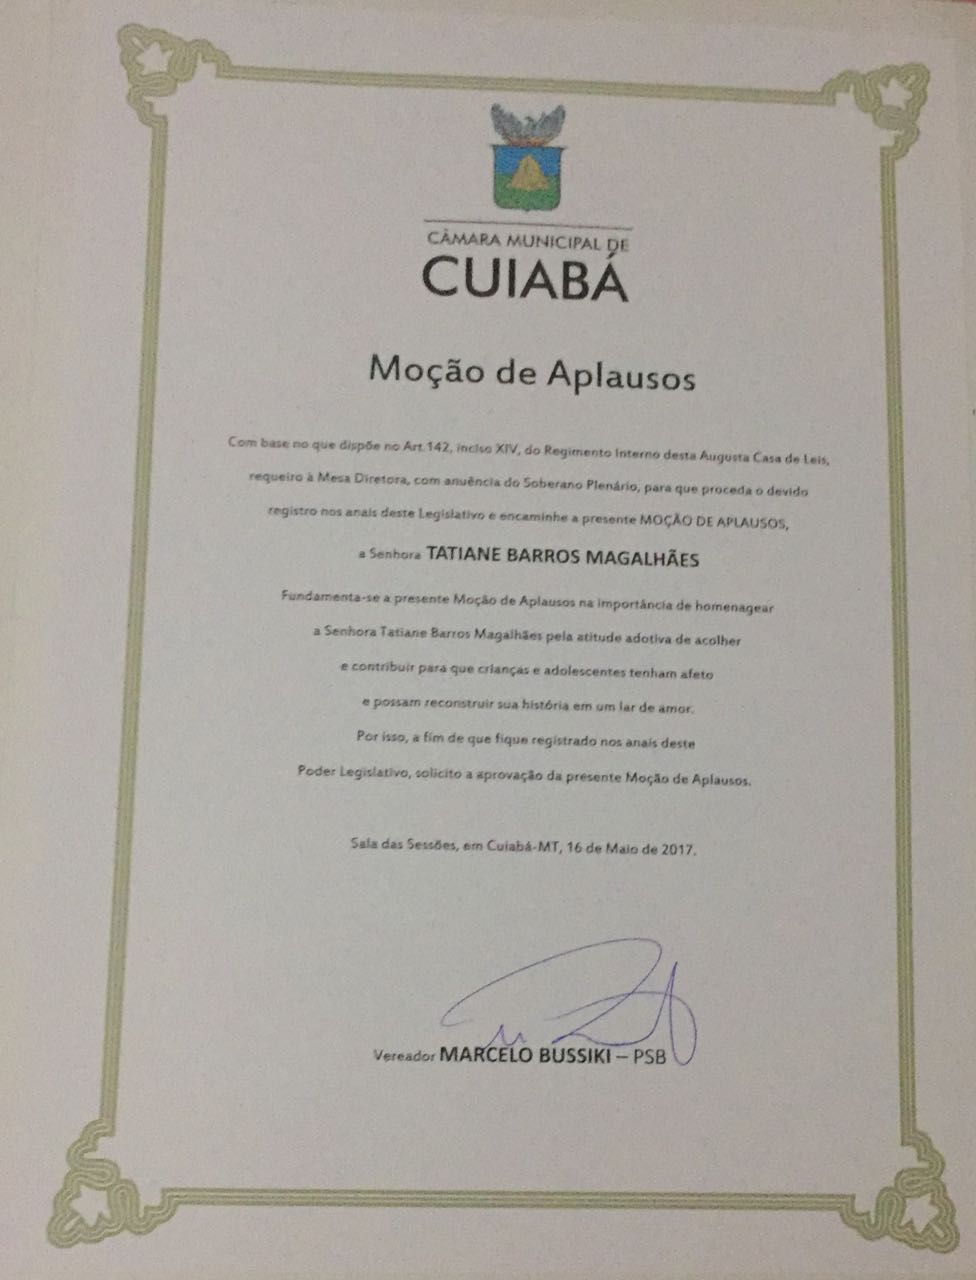 CÂMARA MUNICIPAL DE
CUIABÁ
Moção de Aplausos
Com base no que dispõe no Art.142, inciso XIV, do Regimento Interno desta Augusta Casa de Leis,
requeiro à Mesa Diretora, com anuência do Soberano Plenário, para que proceda o devido
registro nos anais deste Legislativo e encaminhe a presente MOÇÃO DE APLAUSOS,
a Senhora TATIANE BARROS MAGALHÃES
Fundamenta-se a presente Moção de Aplausos na importância de homenagear
a Senhora Tatiane Barros Magalhães pela atitude adotiva de acolher
e contribuir para que crianças e adolescentes tenham afeto
e possam reconstruir sua história em um lar de amor.
Por isso, a fim de que fique registrado nos anais deste
Poder Legislativo, solicito a aprovação da presente Moção de Aplausos.
Sala das Sessões, em Cuiabá-MT, 16 de Maio de 2017.
Vereador MARCELO BUSSIKI – PSB